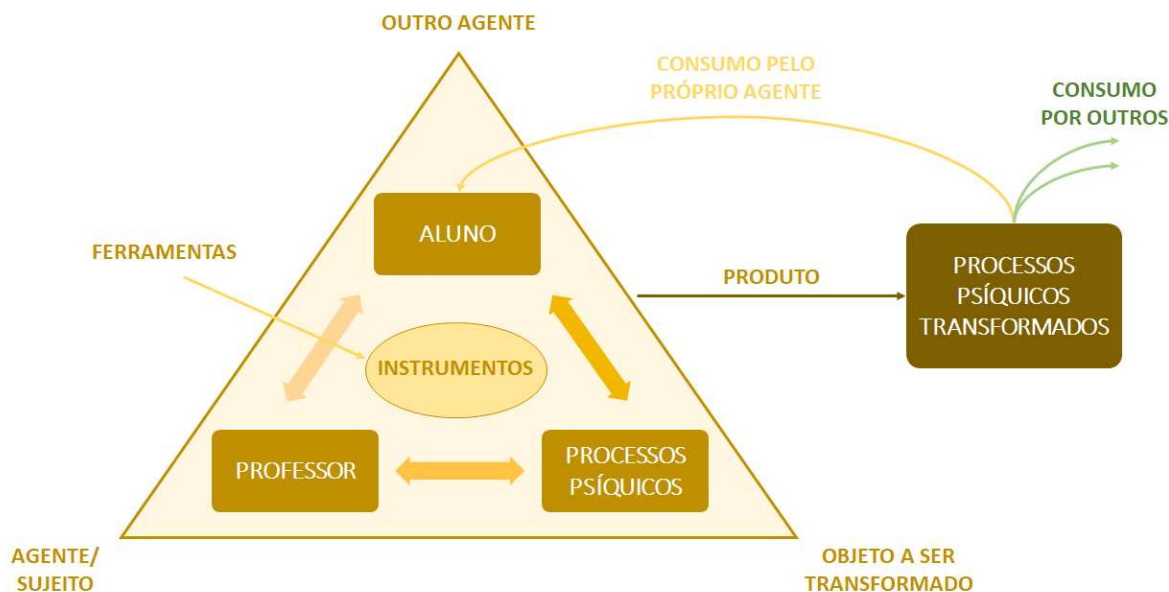 OUTRO AGENTE
CONSUMO PELO
PRÓPRIO AGENTE
CONSUMO
POR OUTROS
ALUNO
FERRAMENTAS
PRODUTO
PROCESSOS
PSÍQUICOS
TRANSFORMADOS
INSTRUMENTOS
PROFESSOR
PROCESSOS
PSÍQUICOS
AGENTE/
SUJEITO
OBJETO A SER
TRANSFORMADO